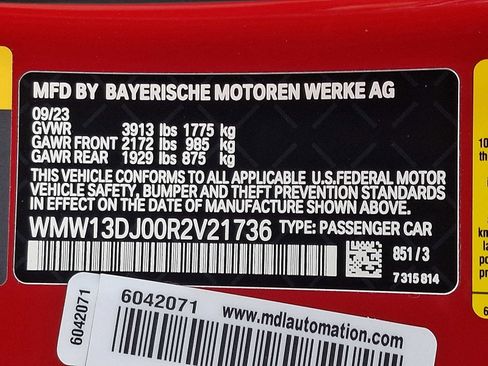 MFD BY BAYERISCHE MOTOREN WERKE AG
09/23
GVWR 3913 lbs 1775 kg
GAWR FRONT 2172 lbs 985 kg
GAWR REAR 1929 lbs 875 kg
THIS VEHICLE CONFORMS TO ALL APPLICABLE U.S.FEDERAL MOTOR
VEHICLE SAFETY, BUMPER AND THEFT PREVENTION STANDARDS
IN EFFECT ON THE DATE OF MANUFACTURE SHOWN ABOVE.
WMW13DJ00R2V21736 TYPE: PASSENGER CAR
851/3
7 315 814
6042071
6042071
www.mdlautomation.com